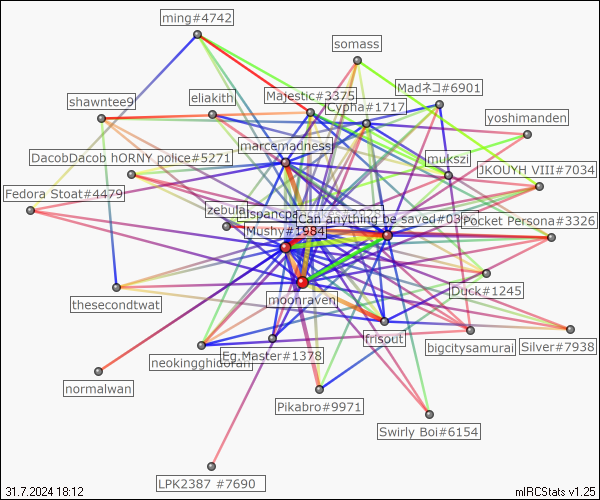 ming#4742
somass
Madネコ#6901
eliakith
Majestic#3375
shawntee9
Cypha#1717
yoshimanden
marcemadness
DacobDacob hORNY police#5271
mukszi
JKOUYH VIII#7034
Fedora Stoat#4479
zebula
Can anything be saved#03
Pocket Persona#3326
Mushy#1984
moonraven
Duck#1245
thesecondtwat
frisout
bigcitysamurai
Silver#7938
neokingghidorah
Eg.Master#1378
normalwan
Pikabro#9971
Swirly Boi#6154
LPK2387 #7690
31.7.2024 18:12
mIRCStats v1.25